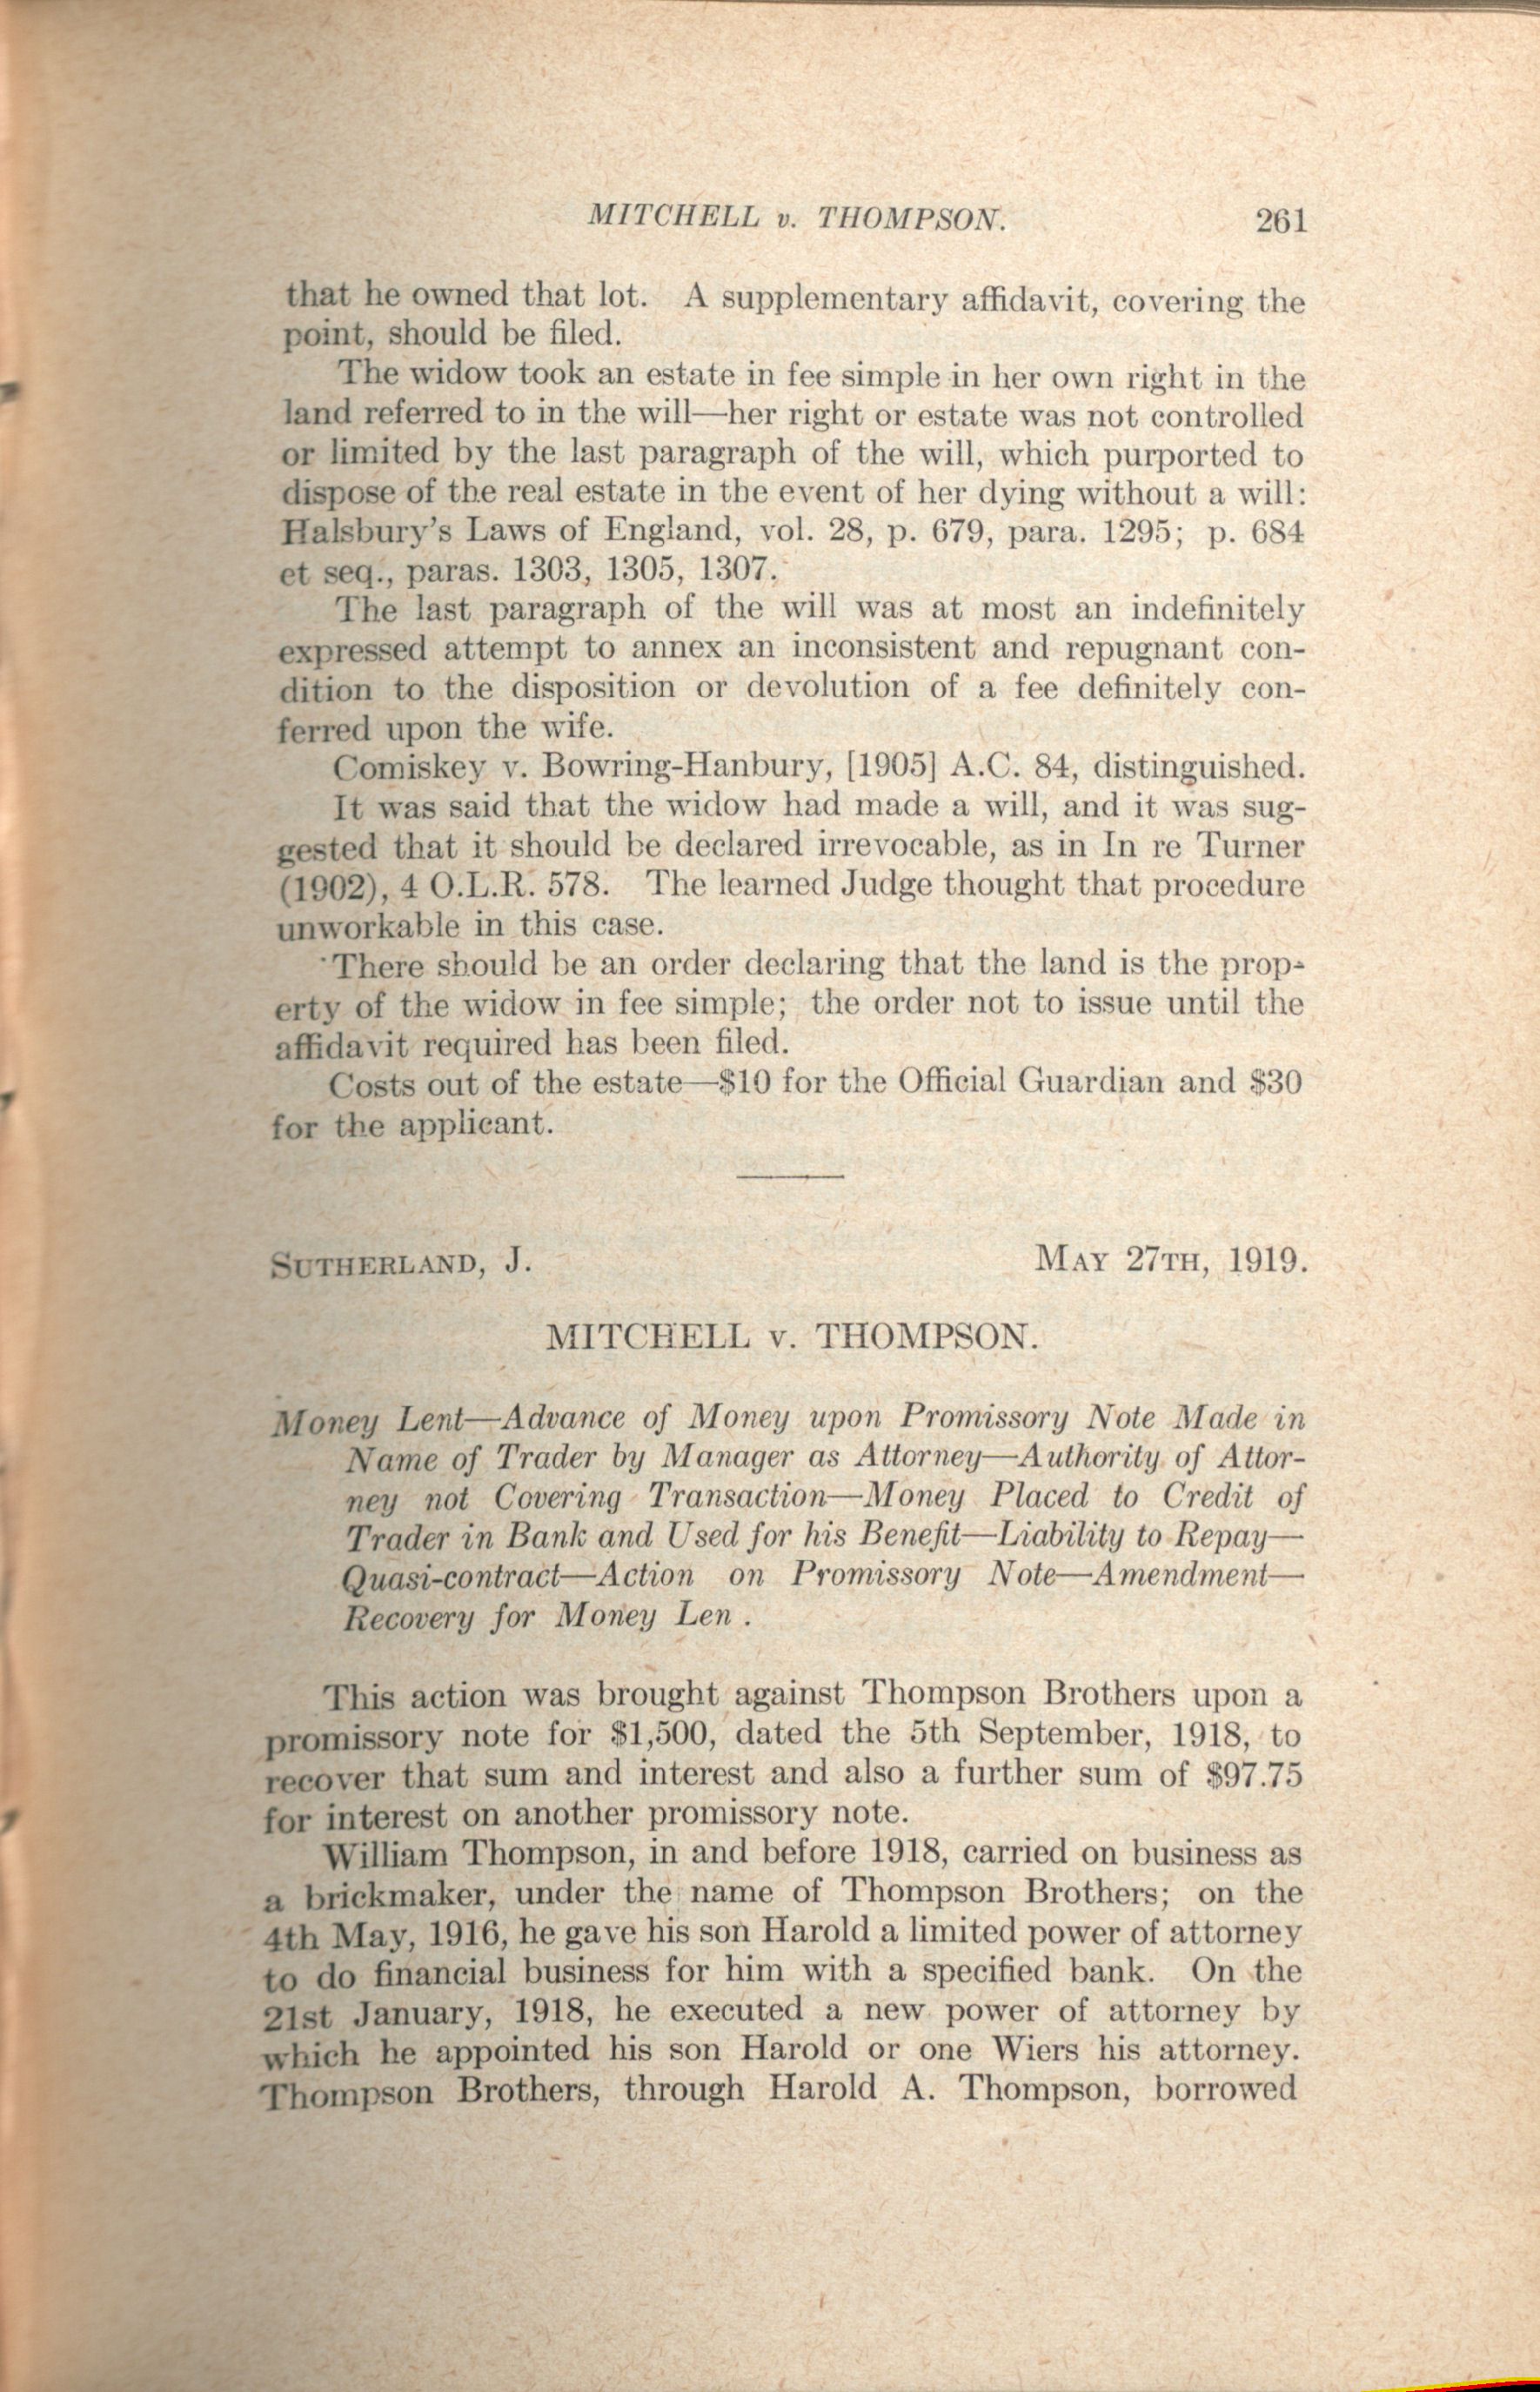 MITCHELL v. THOMPSON. 261
that he owned that lot. A supplementary affidavit, covering the
point, should be filed.
The widow took an estate in fee simple in her own right in the
land referred to in the will—her right or estate was not controlled
or limited by the last paragraph of the will, which purported to
dispose of the real estate in the event of her dying without a will:
Halsbury's Laws of England, vol. 28, p. 679, para. 1295; p. 684
et seq., paras. 1303, 1305, 1307.
The last paragraph of the will was at most an indefinitely
expressed attempt to annex an inconsistent and repugnant con-
dition to the disposition or devolution of a fee definitely con-
ferred upon the wife.
Comiskey v. Bowring-Hanbury, [1905] A.C. 84, distinguished.
It was said that the widow had made a will, and it was sug-
gested that it should be declared irrevocable, as in In re Turner
(1902), 4 O.L.R. 578. The learned Judge thought that procedure
unworkable in this case.
There should be an order declaring that the land is the prop-
erty of the widow in fee simple; the order not to issue until the
affidavit required has been filed.
Costs out of the estate—$10 for the Official Guardian and $30
for the applicant.
SUTHERLAND, J. MAY 27TH, 1919.
MITCHELL v. THOMPSON.
Money Lent—Advance of Money upon Promissory Note Made in
Name of Trader by Manager as Attorney—Authority of Attor-
ney not Covering Transaction—Money Placed to Credit of
Trader in Bank and Used for his Benefit—Liability to Repay—
Quasi-contract—Action on Promissory Note—Amendment—
Recovery for Money Len .
This action was brought against Thompson Brothers upon a
promissory note for $1,500, dated the 5th September, 1918, to
recover that sum and interest and also a further sum of $97.75
for interest on another promissory note.
William Thompson, in and before 1918, carried on business as
a brickmaker, under the name of Thompson Brothers; on the
4th May, 1916, he gave his son Harold a limited power of attorney
to do financial business for him with a specified bank. On the
21st January, 1918, he executed a new power of attorney by
which he appointed his son Harold or one Wiers his attorney.
Thompson Brothers, through Harold A. Thompson, borrowed